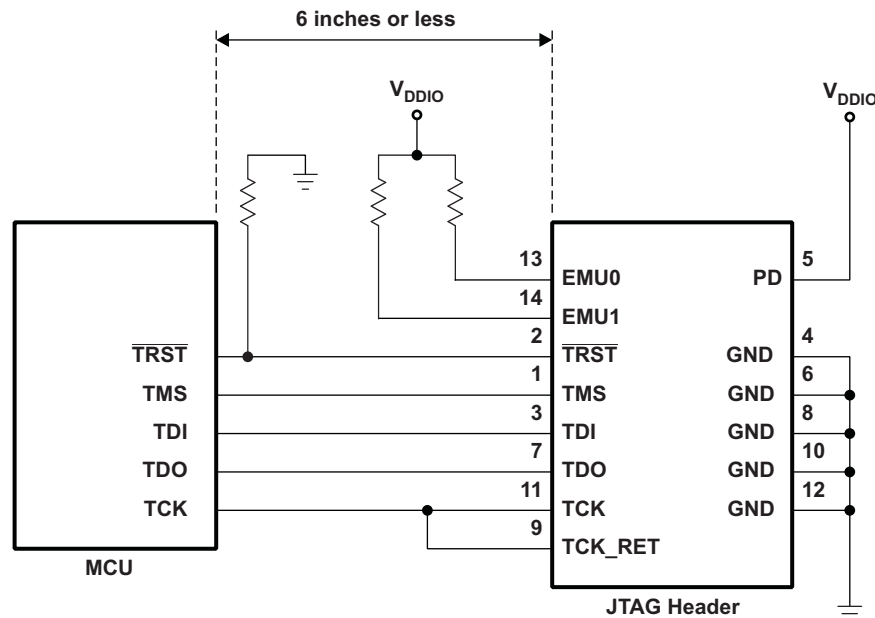 6 inches or less
V_DDIO
V_DDIO
13
EMU0
5
PD
14
EMU1
2
TRST
TRST
4
GND
1
TMS
TMS
6
GND
3
TDI
TDI
8
GND
7
TDO
TDO
10
GND
11
TCK
TCK
12
GND
9
TCK_RET
MCU
JTAG Header